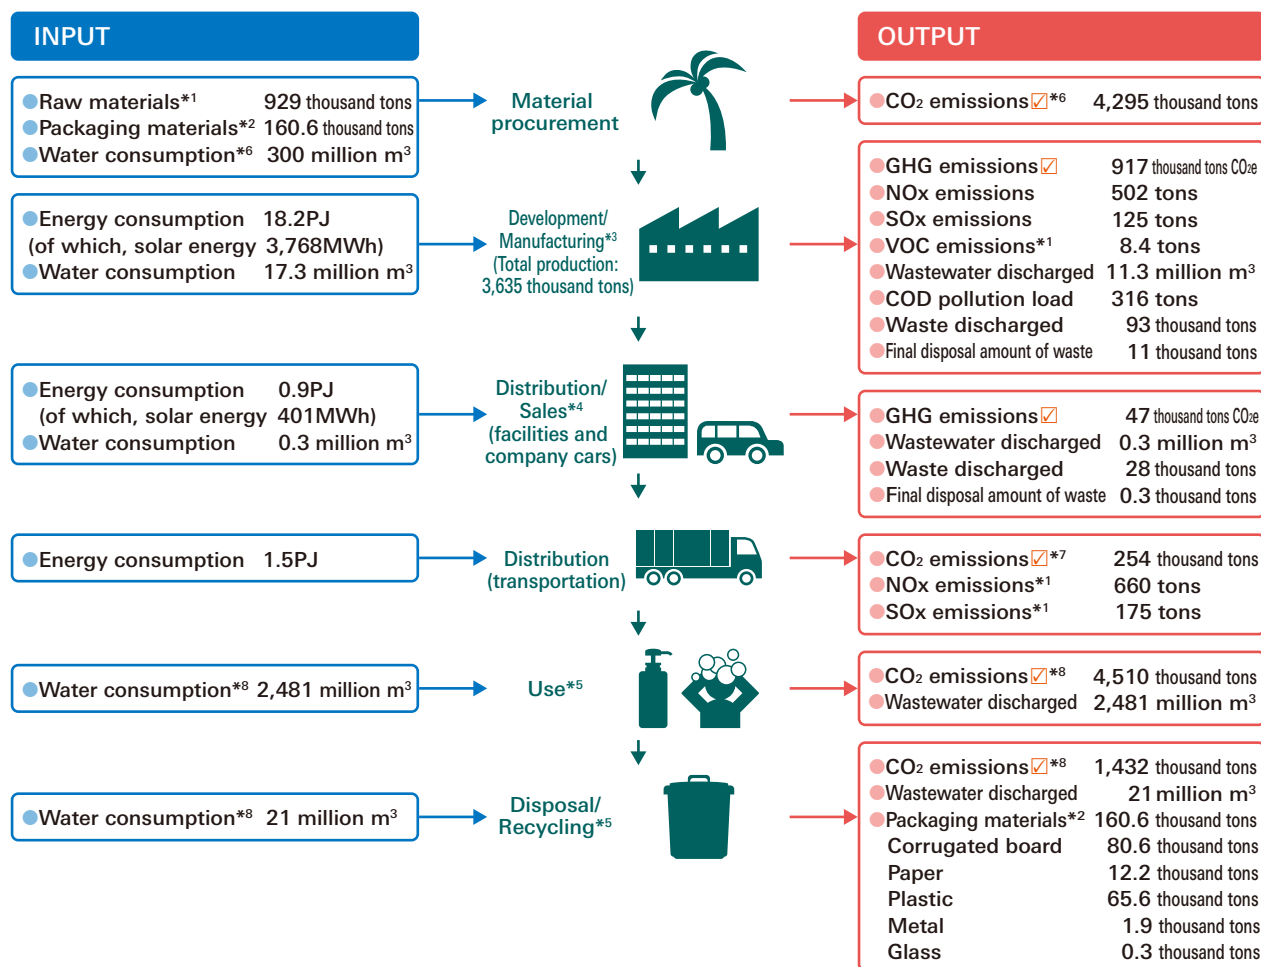 INPUT
● Raw materials*1 929 thousand tons
● Packaging materials*2 160.6 thousand tons
● Water consumption*6 300 million m³
● Energy consumption 18.2PJ
(of which, solar energy 3,768MWh)
● Water consumption 17.3 million m³
● Energy consumption 0.9PJ
(of which, solar energy 401MWh)
● Water consumption 0.3 million m³
● Energy consumption 1.5PJ
● Water consumption*8 2,481 million m³
● Water consumption*8 21 million m³
Material
procurement
Development/
Manufacturing*3
(Total production:
3,635 thousand tons)
Distribution/
Sales*4
(facilities and
company cars)
Distribution
(transportation)
Use*5
Disposal/
Recycling*5
OUTPUT
● CO₂ emissions☑*6 4,295 thousand tons
● GHG emissions☑ 917 thousand tons CO₂e
● NOx emissions 502 tons
● SOx emissions 125 tons
● VOC emissions*1 8.4 tons
● Wastewater discharged 11.3 million m³
● COD pollution load 316 tons
● Waste discharged 93 thousand tons
● Final disposal amount of waste 11 thousand tons
● GHG emissions☑ 47 thousand tons CO₂e
● Wastewater discharged 0.3 million m³
● Waste discharged 28 thousand tons
● Final disposal amount of waste 0.3 thousand tons
● CO₂ emissions☑*7 254 thousand tons
● NOx emissions*1 660 tons
● SOx emissions*1 175 tons
● CO₂ emissions☑*8 4,510 thousand tons
● Wastewater discharged 2,481 million m³
● CO₂ emissions☑*8 1,432 thousand tons
● Wastewater discharged 21 million m³
● Packaging materials*2 160.6 thousand tons
Corrugated board 80.6 thousand tons
Paper 12.2 thousand tons
Plastic 65.6 thousand tons
Metal 1.9 thousand tons
Glass 0.3 thousand tons